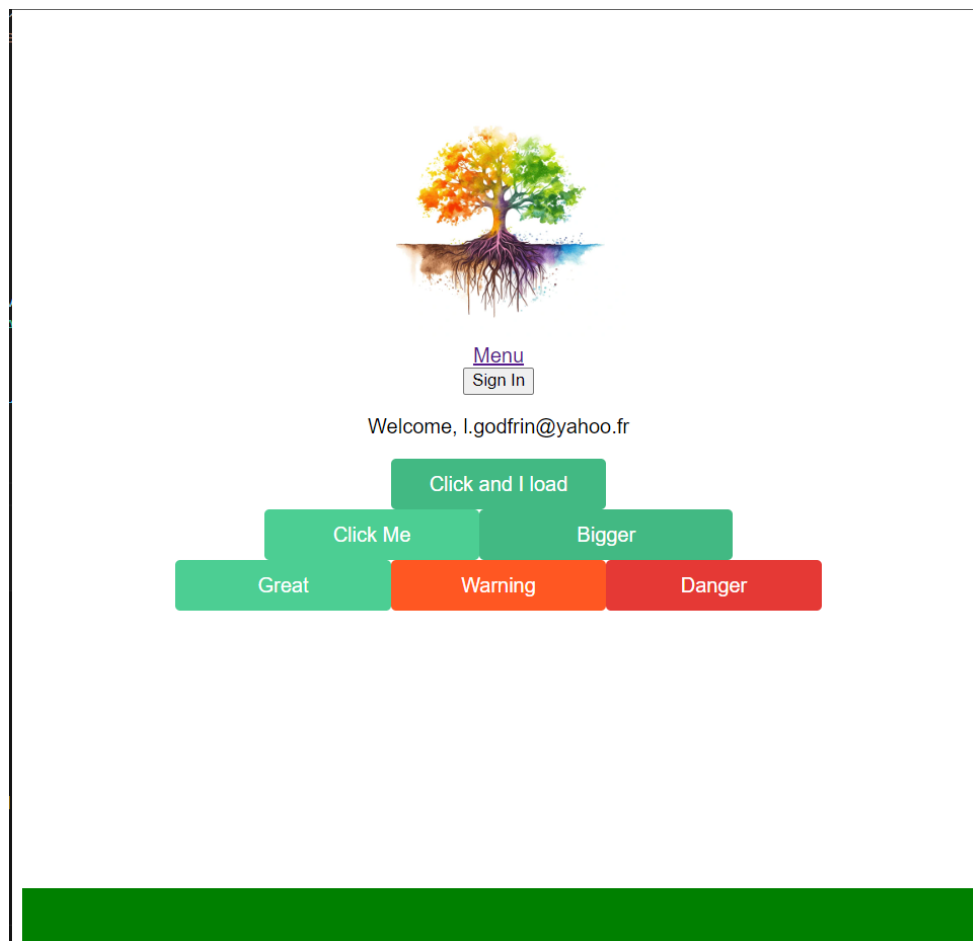 Menu
Sign In
Welcome, l.godfrin@yahoo.fr
Click and I load
Click Me Bigger
Great Warning Danger